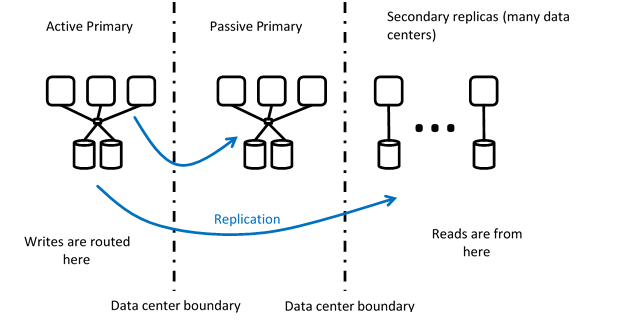 Active Primary
Passive Primary
Secondary replicas (many data
centers)
Replication
Writes are routed
here
Reads are from
here
Data center boundary
Data center boundary